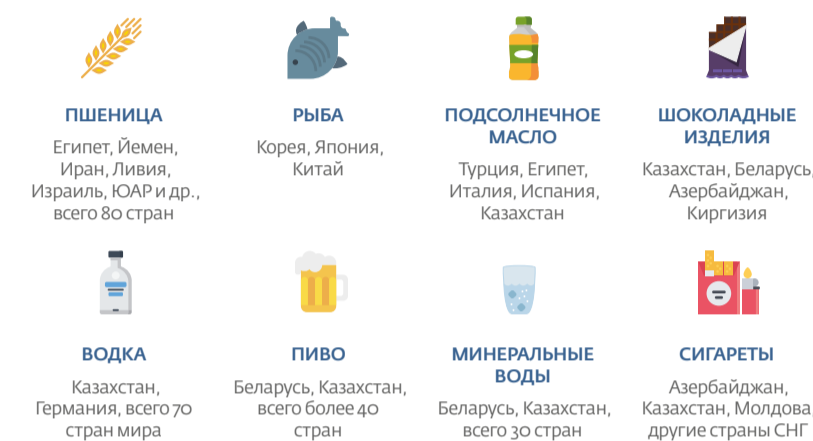 ПШЕНИЦА
Египет, Йемен,
Иран, Ливия,
Израиль, ЮАР и др.,
всего 80 стран
РЫБА
Корея, Япония,
Китай
ПОДСОЛНЕЧНОЕ
МАСЛО
Турция, Египет,
Италия, Испания,
Казахстан
ШОКОЛАДНЫЕ
ИЗДЕЛИЯ
Казахстан, Беларусь,
Азербайджан,
Киргизия
ВОДКА
Казахстан,
Германия, всего 70
стран мира
ПИВО
Беларусь, Казахстан,
всего более 40
стран
МИНЕРАЛЬНЫЕ
ВОДЫ
Беларусь, Казахстан,
всего 30 стран
СИГАРЕТЫ
Азербайджан,
Казахстан, Молдова,
другие страны СНГ